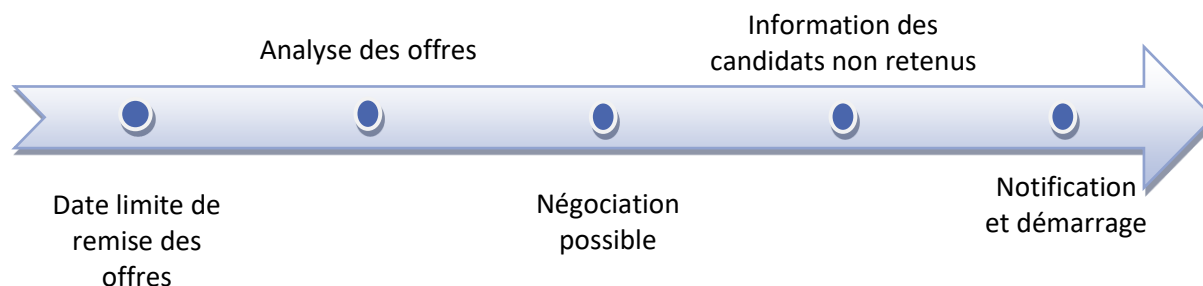 Date limite de
remise des
offres
Analyse des offres
Négociation
possible
Information des
candidats non retenus
Notification
et démarrage